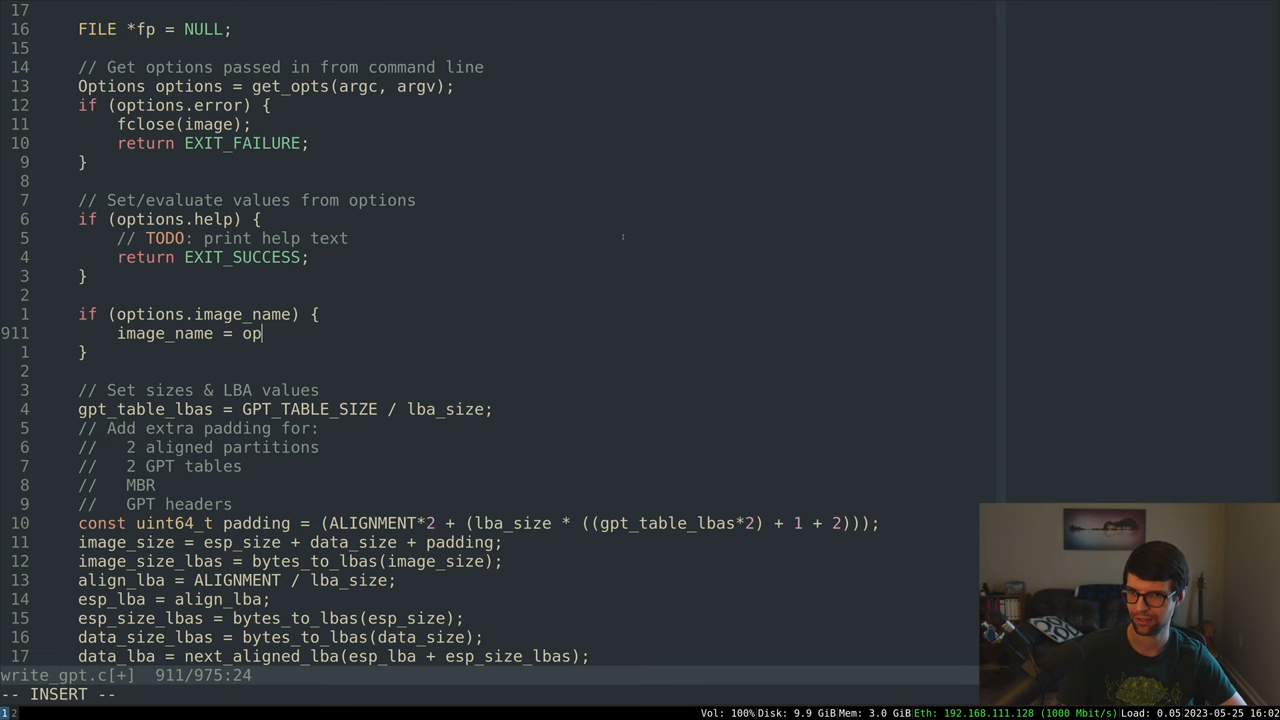 17
16     FILE *fp = NULL;
15
14     // Get options passed in from command line
13     Options options = get_opts(argc, argv);
12     if (options.error) {
11         fclose(image);
10         return EXIT_FAILURE;
9     }
8
7     // Set/evaluate values from options
6     if (options.help) {
5         // TODO: print help text
4         return EXIT_SUCCESS;
3     }
2
1     if (options.image_name) {
911         image_name = op
1     }
2
3     // Set sizes & LBA values
4     gpt_table_lbas = GPT_TABLE_SIZE / lba_size;
5     // Add extra padding for:
6     //   2 aligned partitions
7     //   2 GPT tables
8     //   MBR
9     //   GPT headers
10     const uint64_t padding = (ALIGNMENT*2 + (lba_size * ((gpt_table_lbas*2) + 1 + 2)));
11     image_size = esp_size + data_size + padding;
12     image_size_lbas = bytes_to_lbas(image_size);
13     align_lba = ALIGNMENT / lba_size;
14     esp_lba = align_lba;
15     esp_size_lbas = bytes_to_lbas(esp_size);
16     data_size_lbas = bytes_to_lbas(data_size);
17     data_lba = next_aligned_lba(esp_lba + esp_size_lbas);
write_gpt.c[+]  911/975:24
-- INSERT --
1 2 Vol: 100% Disk: 9.9 GiB Mem: 3.0 GiB Eth: 192.168.111.128 (1000 Mbit/s) Load: 0.05 2023-05-25 16:02